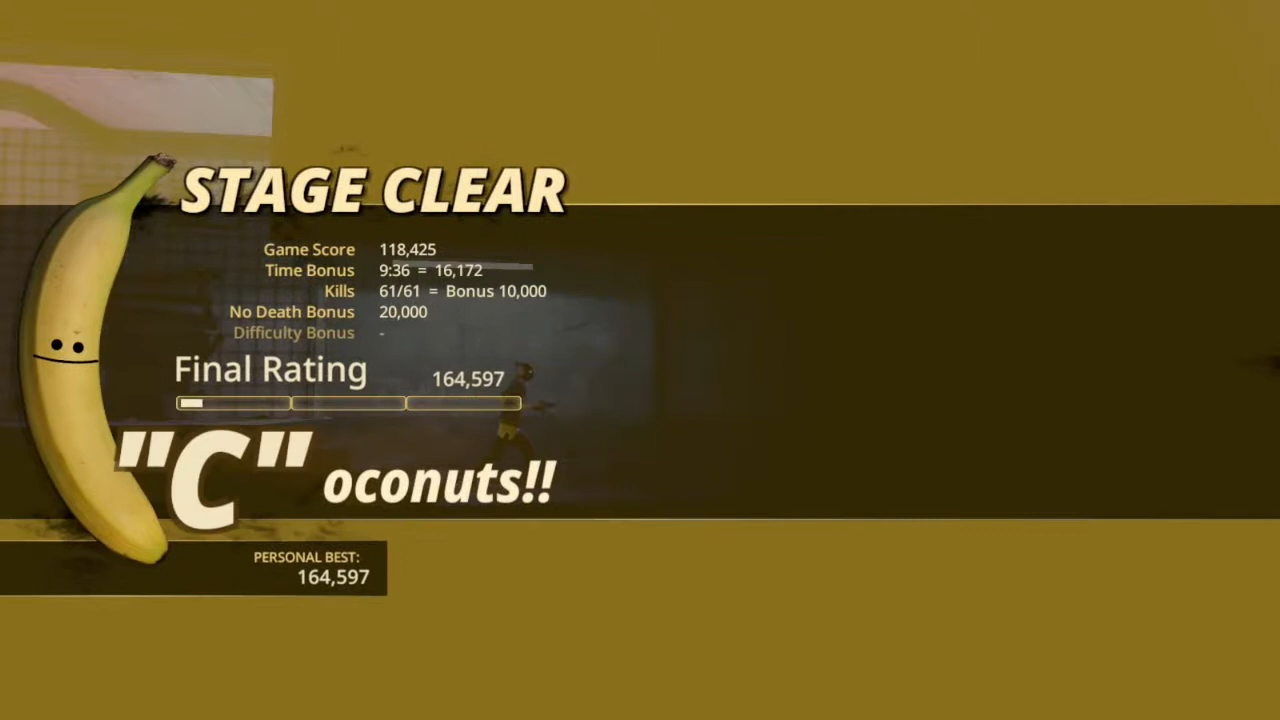 STAGE CLEAR
Game Score 118,425
Time Bonus 9:36 = 16,172
Kills 61/61 = Bonus 10,000
No Death Bonus 20,000
Difficulty Bonus -
Final Rating 164,597
"C" oconuts!!
PERSONAL BEST:
164,597